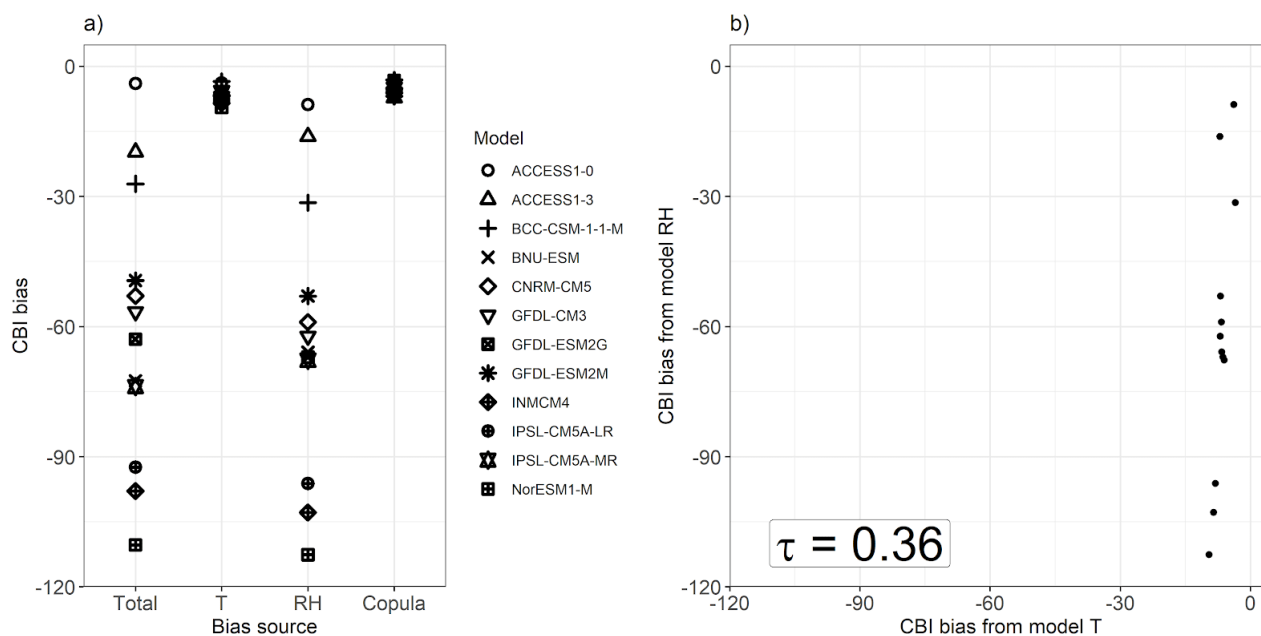 a)
CBI bias
0
-30
-60
-90
-120
Total T RH Copula
Bias source
Model
ACCESS1-0
ACCESS1-3
BCC-CSM-1-1-M
BNU-ESM
CNRM-CM5
GFDL-CM3
GFDL-ESM2G
GFDL-ESM2M
INMCM4
IPSL-CM5A-LR
IPSL-CM5A-MR
NorESM1-M
b)
CBI bias from model RH
0
-30
-60
-90
-120
τ = 0.36
-120 -90 -60 -30 0
CBI bias from model T